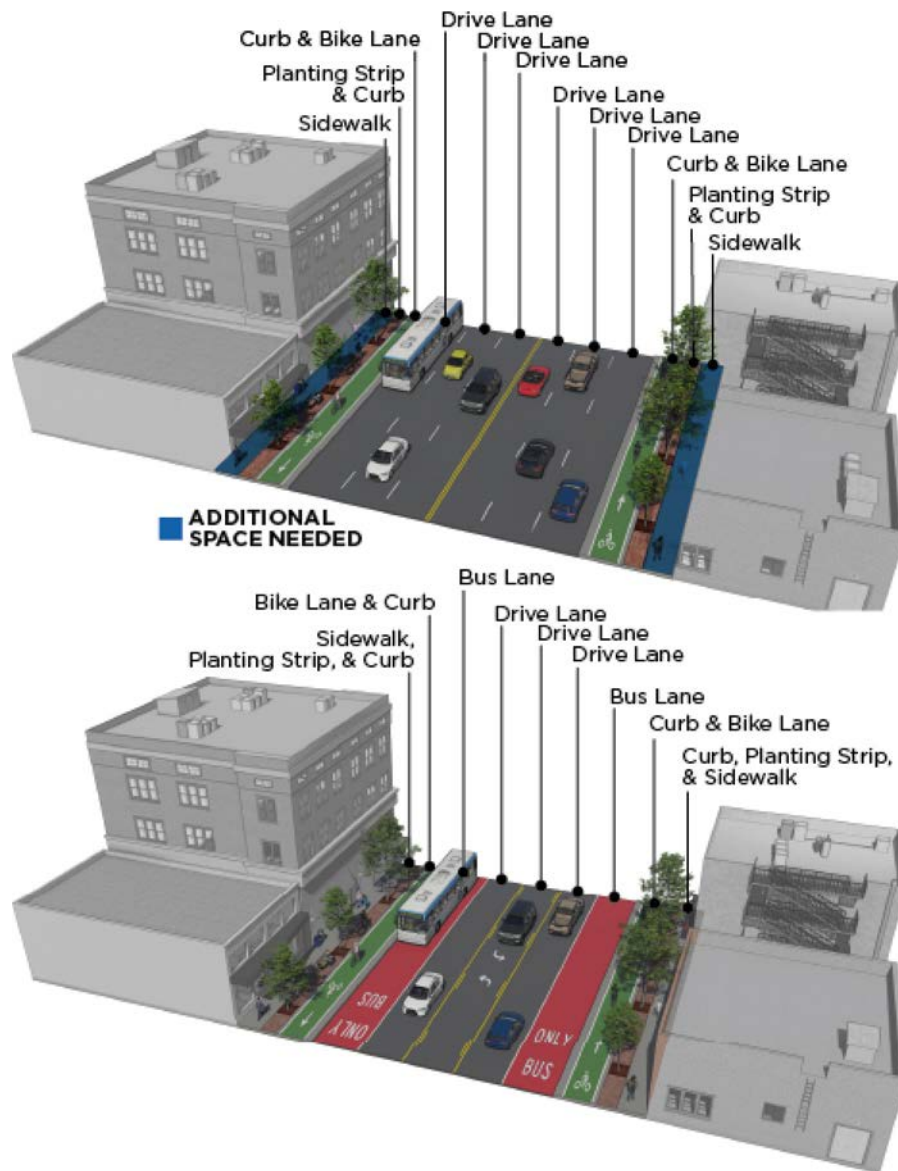 Drive Lane
Curb & Bike Lane
Drive Lane
Drive Lane
Planting Strip
& Curb
Drive Lane
Drive Lane
Sidewalk
Drive Lane
Curb & Bike Lane
Planting Strip
& Curb
Sidewalk
ADDITIONAL
SPACE NEEDED
Bus Lane
Bike Lane & Curb
Drive Lane
Drive Lane
Sidewalk,
Planting Strip, & Curb
Drive Lane
Bus Lane
Curb & Bike Lane
Curb, Planting Strip,
& Sidewalk
BUS
ONLY
ONLY
BUS